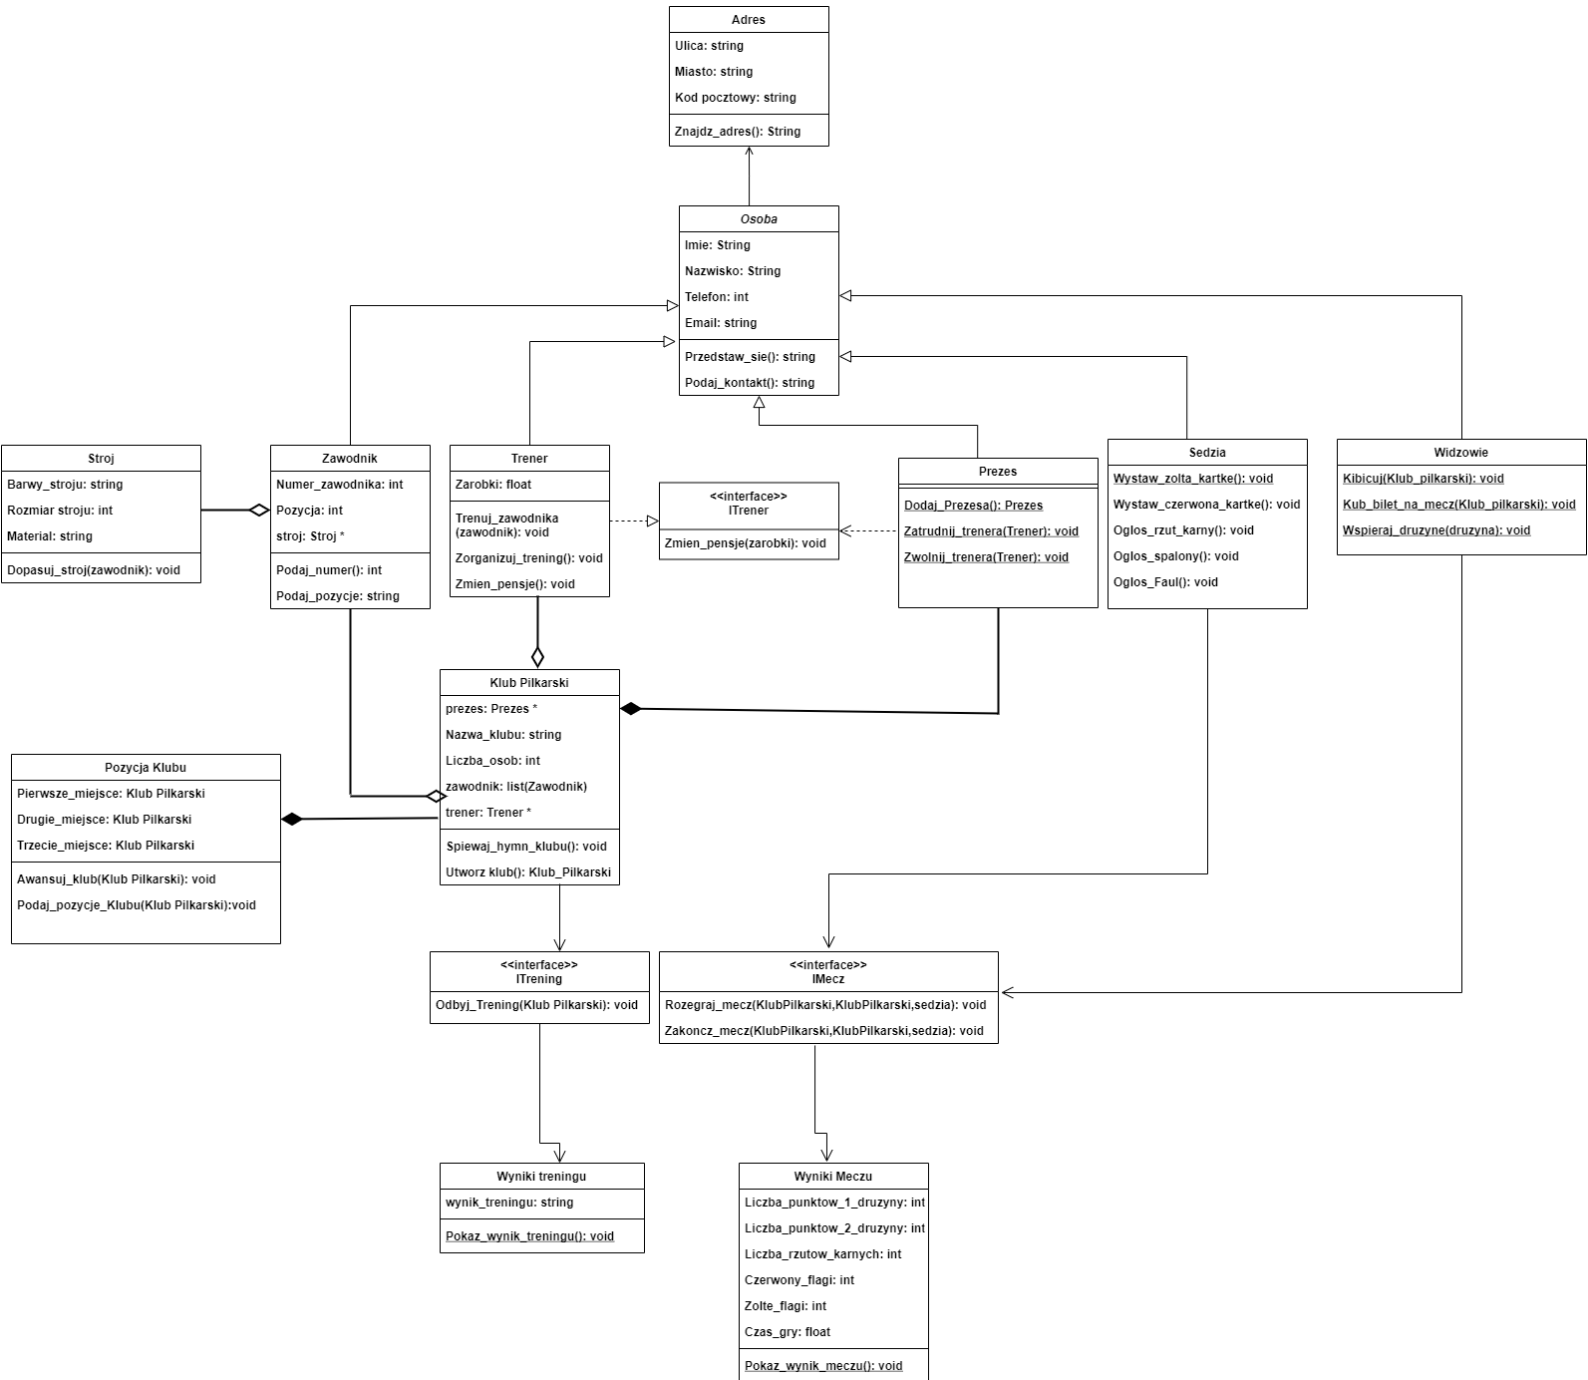 Adres
Ulica: string
Miasto: string
Kod pocztowy: string
Znajdz_adres(): String
Osoba
Imie: String
Nazwisko: String
Telefon: int
Email: string
Przedstaw_sie(): string
Podaj_kontakt(): string
Stroj
Barwy_stroju: string
Rozmiar stroju: int
Material: string
Dopasuj_stroj(zawodnik): void
Zawodnik
Numer_zawodnika: int
Pozycja: int
stroj: Stroj *
Podaj_numer(): int
Podaj_pozycje: string
Trener
Zarobki: float
Trenuj_zawodnika
(zawodnik): void
Zorganizuj_trening(): void
Zmien_pensje(): void
<<interface>>
ITrener
Zmien_pensje(zarobki): void
Prezes
Dodaj_Prezesa(): Prezes
Zatrudnij_trenera(Trener): void
Zwolnij_trenera(Trener): void
Sedzia
Wystaw_zolta_kartke(): void
Wystaw_czerwona_kartke(): void
Oglos_rzut_karny(): void
Oglos_spalony(): void
Oglos_Faul(): void
Widzowie
Kibicuj(Klub_pilkarski): void
Kub_bilet_na_mecz(Klub_pilkarski): void
Wspieraj_druzyne(druzyna): void
Klub Pilkarski
prezes: Prezes *
Nazwa_klubu: string
Liczba_osob: int
zawodnik: list(Zawodnik)
trener: Trener *
Spiewaj_hymn_klubu(): void
Utworz klub(): Klub_Pilkarski
Pozycja Klubu
Pierwsze_miejsce: Klub Pilkarski
Drugie_miejsce: Klub Pilkarski
Trzecie_miejsce: Klub Pilkarski
Awansuj_klub(Klub Pilkarski): void
Podaj_pozycje_Klubu(Klub Pilkarski):void
<<interface>>
ITrening
Odbyj_Trening(Klub Pilkarski): void
<<interface>>
IMecz
Rozegraj_mecz(KlubPilkarski,KlubPilkarski,sedzia): void
Zakoncz_mecz(KlubPilkarski,KlubPilkarski,sedzia): void
Wyniki treningu
wynik_treningu: string
Pokaz_wynik_treningu(): void
Wyniki Meczu
Liczba_punktow_1_druzyny: int
Liczba_punktow_2_druzyny: int
Liczba_rzutow_karnych: int
Czerwony_flagi: int
Zolte_flagi: int
Czas_gry: float
Pokaz_wynik_meczu(): void